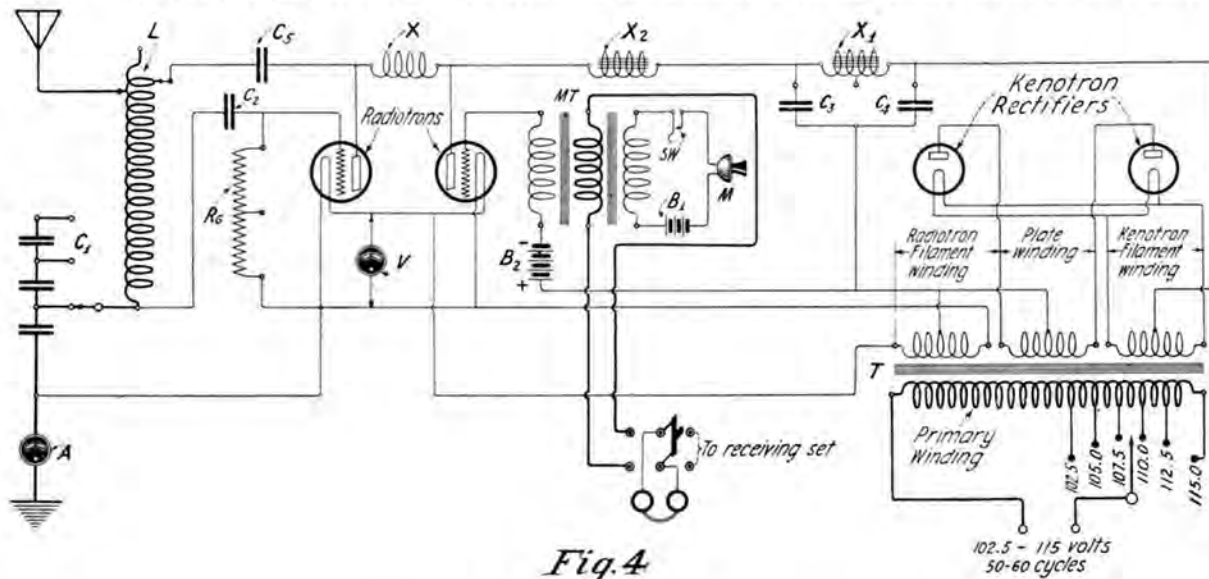 L
C5
X
X2
X1
C2
Radiotrons
MT
C3
C4
Kenotron
Rectifiers
SW
M
C1
RG
V
B1
B2
-
+
Radiotron
Filament
winding
Plate
winding
Kenotron
Filament
winding
T
Primary
Winding
102.5
105.0
107.5
110.0
112.5
115.0
A
To receiving set
102.5 - 115 volts
50-60 cycles
Fig. 4